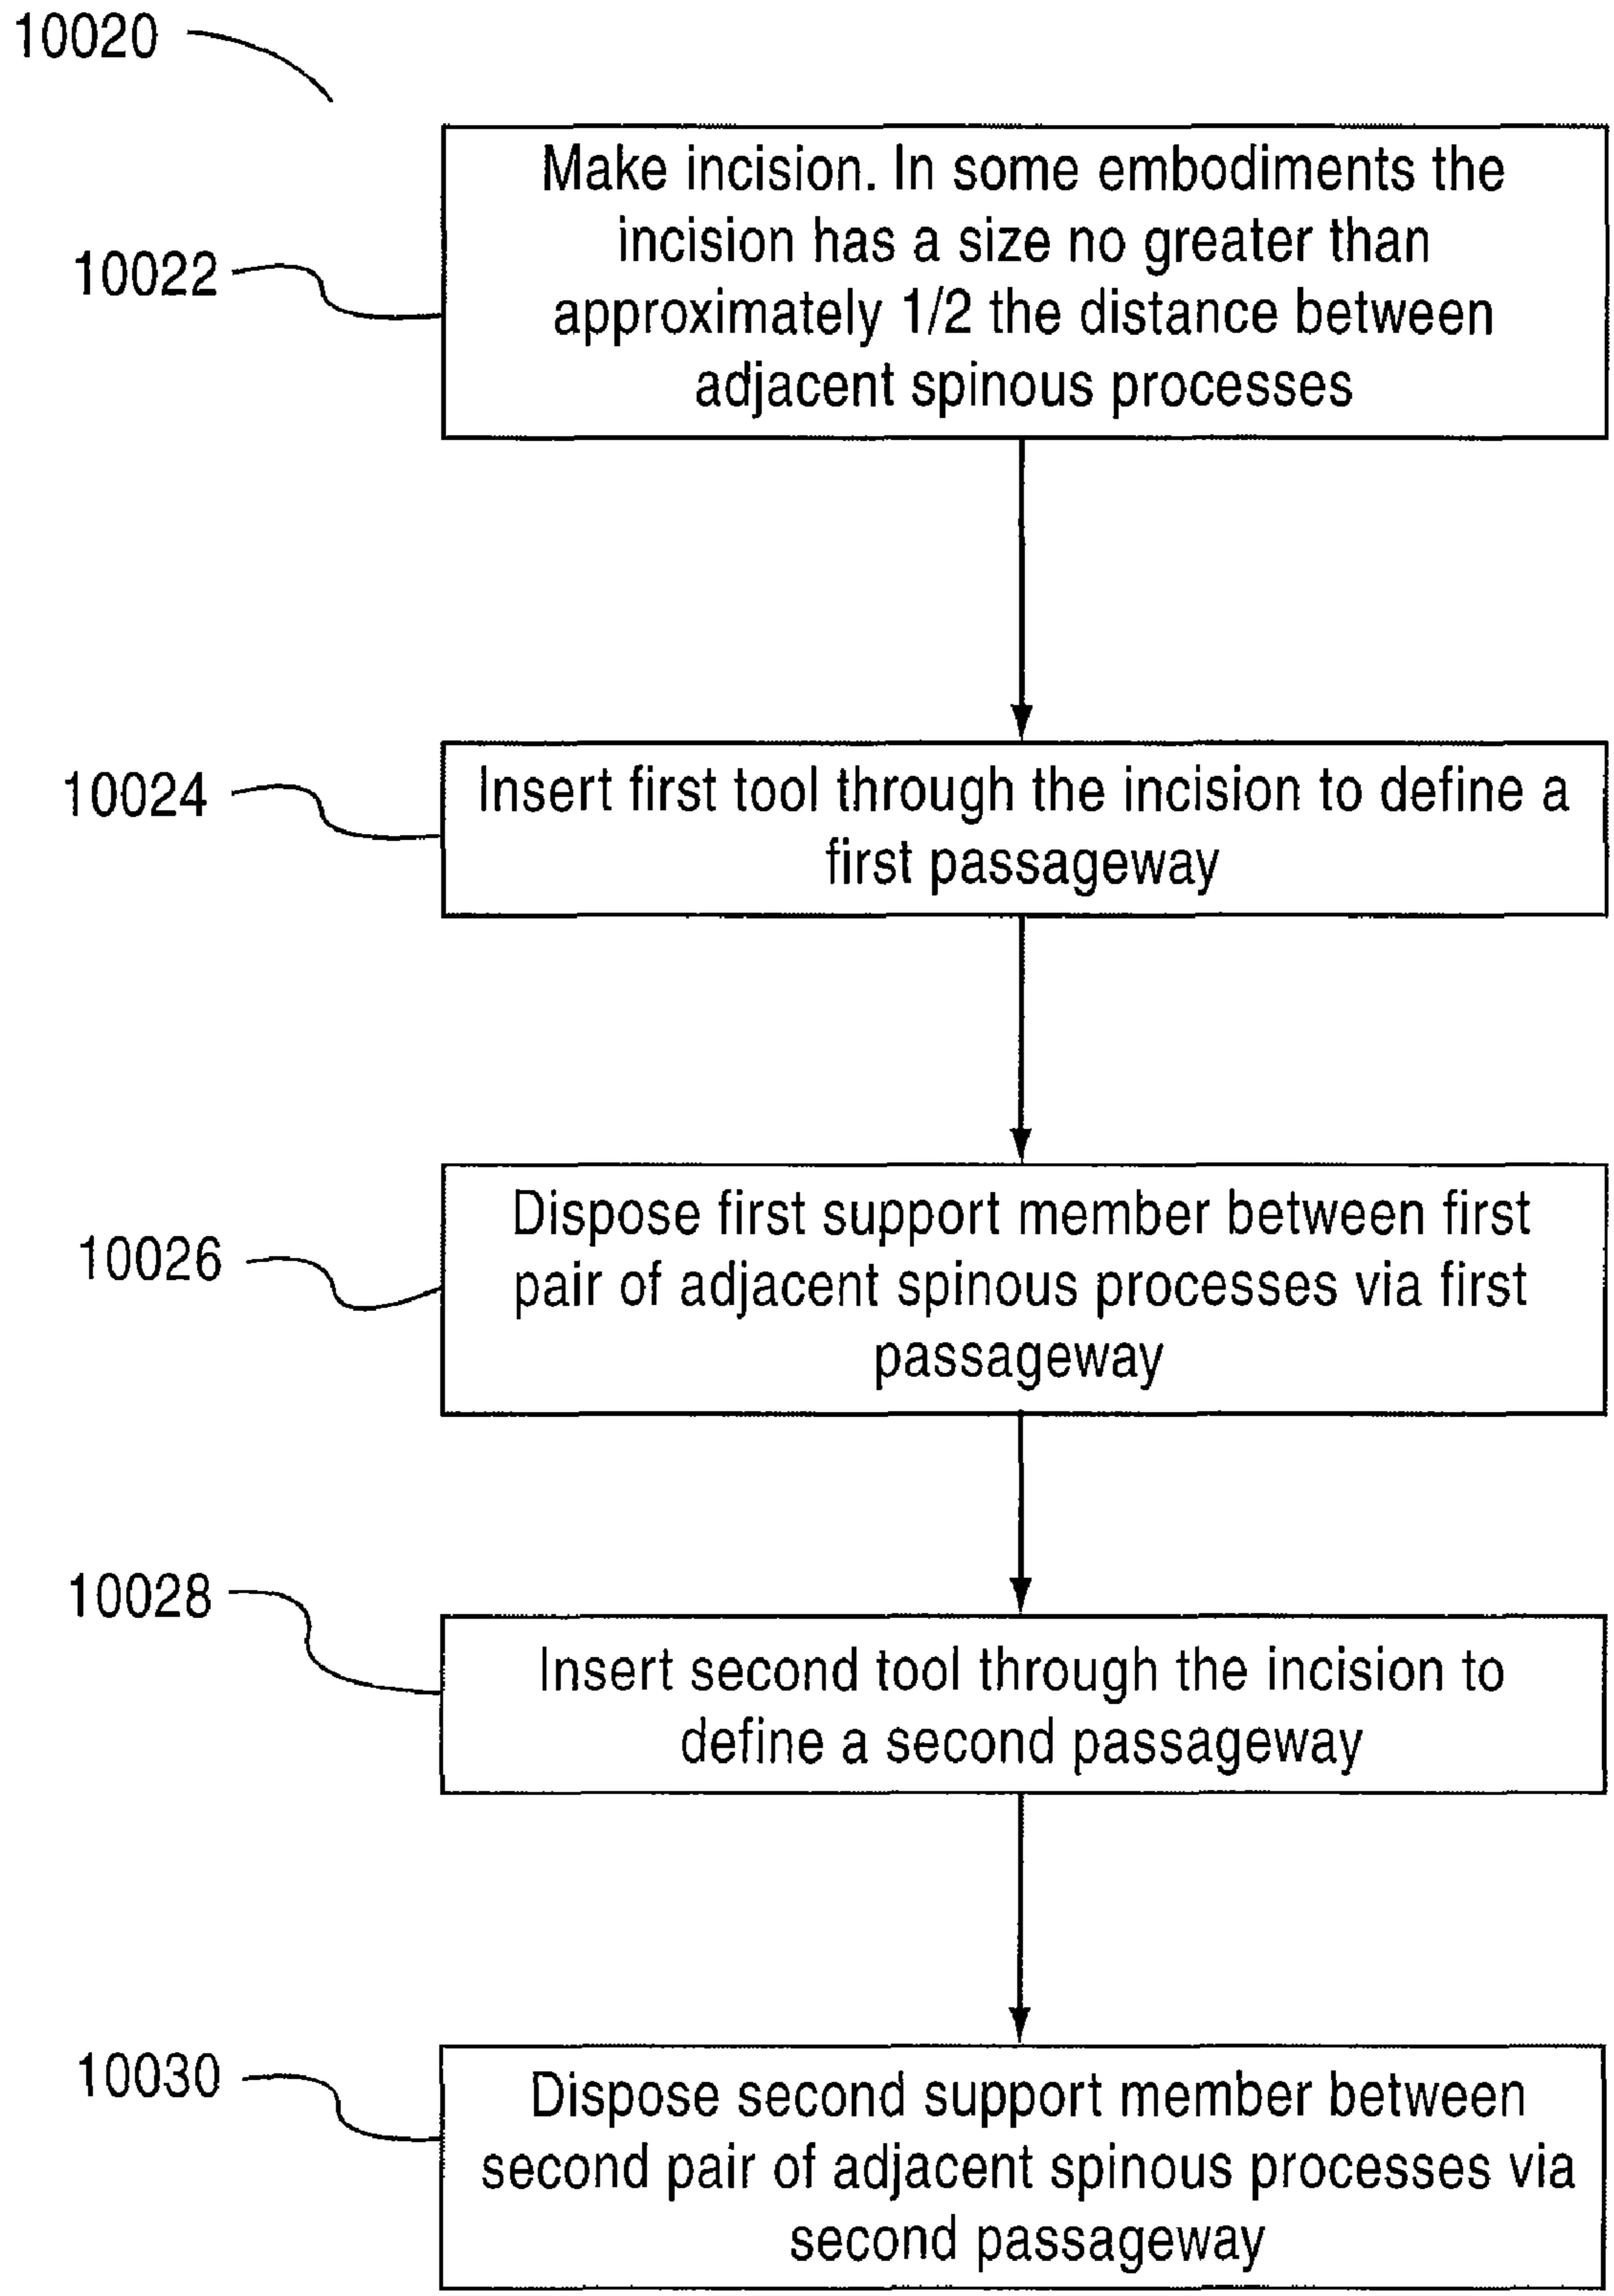 10020
Make incision. In some embodiments the
incision has a size no greater than
approximately 1/2 the distance between
adjacent spinous processes
10022
Insert first tool through the incision to define a
first passageway
10024
Dispose first support member between first
pair of adjacent spinous processes via first
passageway
10026
Insert second tool through the incision to
define a second passageway
10028
Dispose second support member between
second pair of adjacent spinous processes via
second passageway
10030